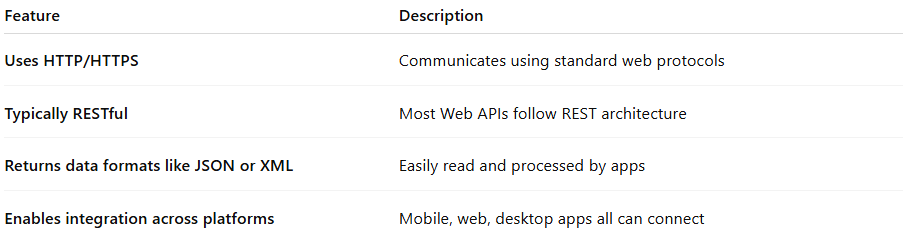 Feature Description
Uses HTTP/HTTPS Communicates using standard web protocols
Typically RESTful Most Web APIs follow REST architecture
Returns data formats like JSON or XML Easily read and processed by apps
Enables integration across platforms Mobile, web, desktop apps all can connect